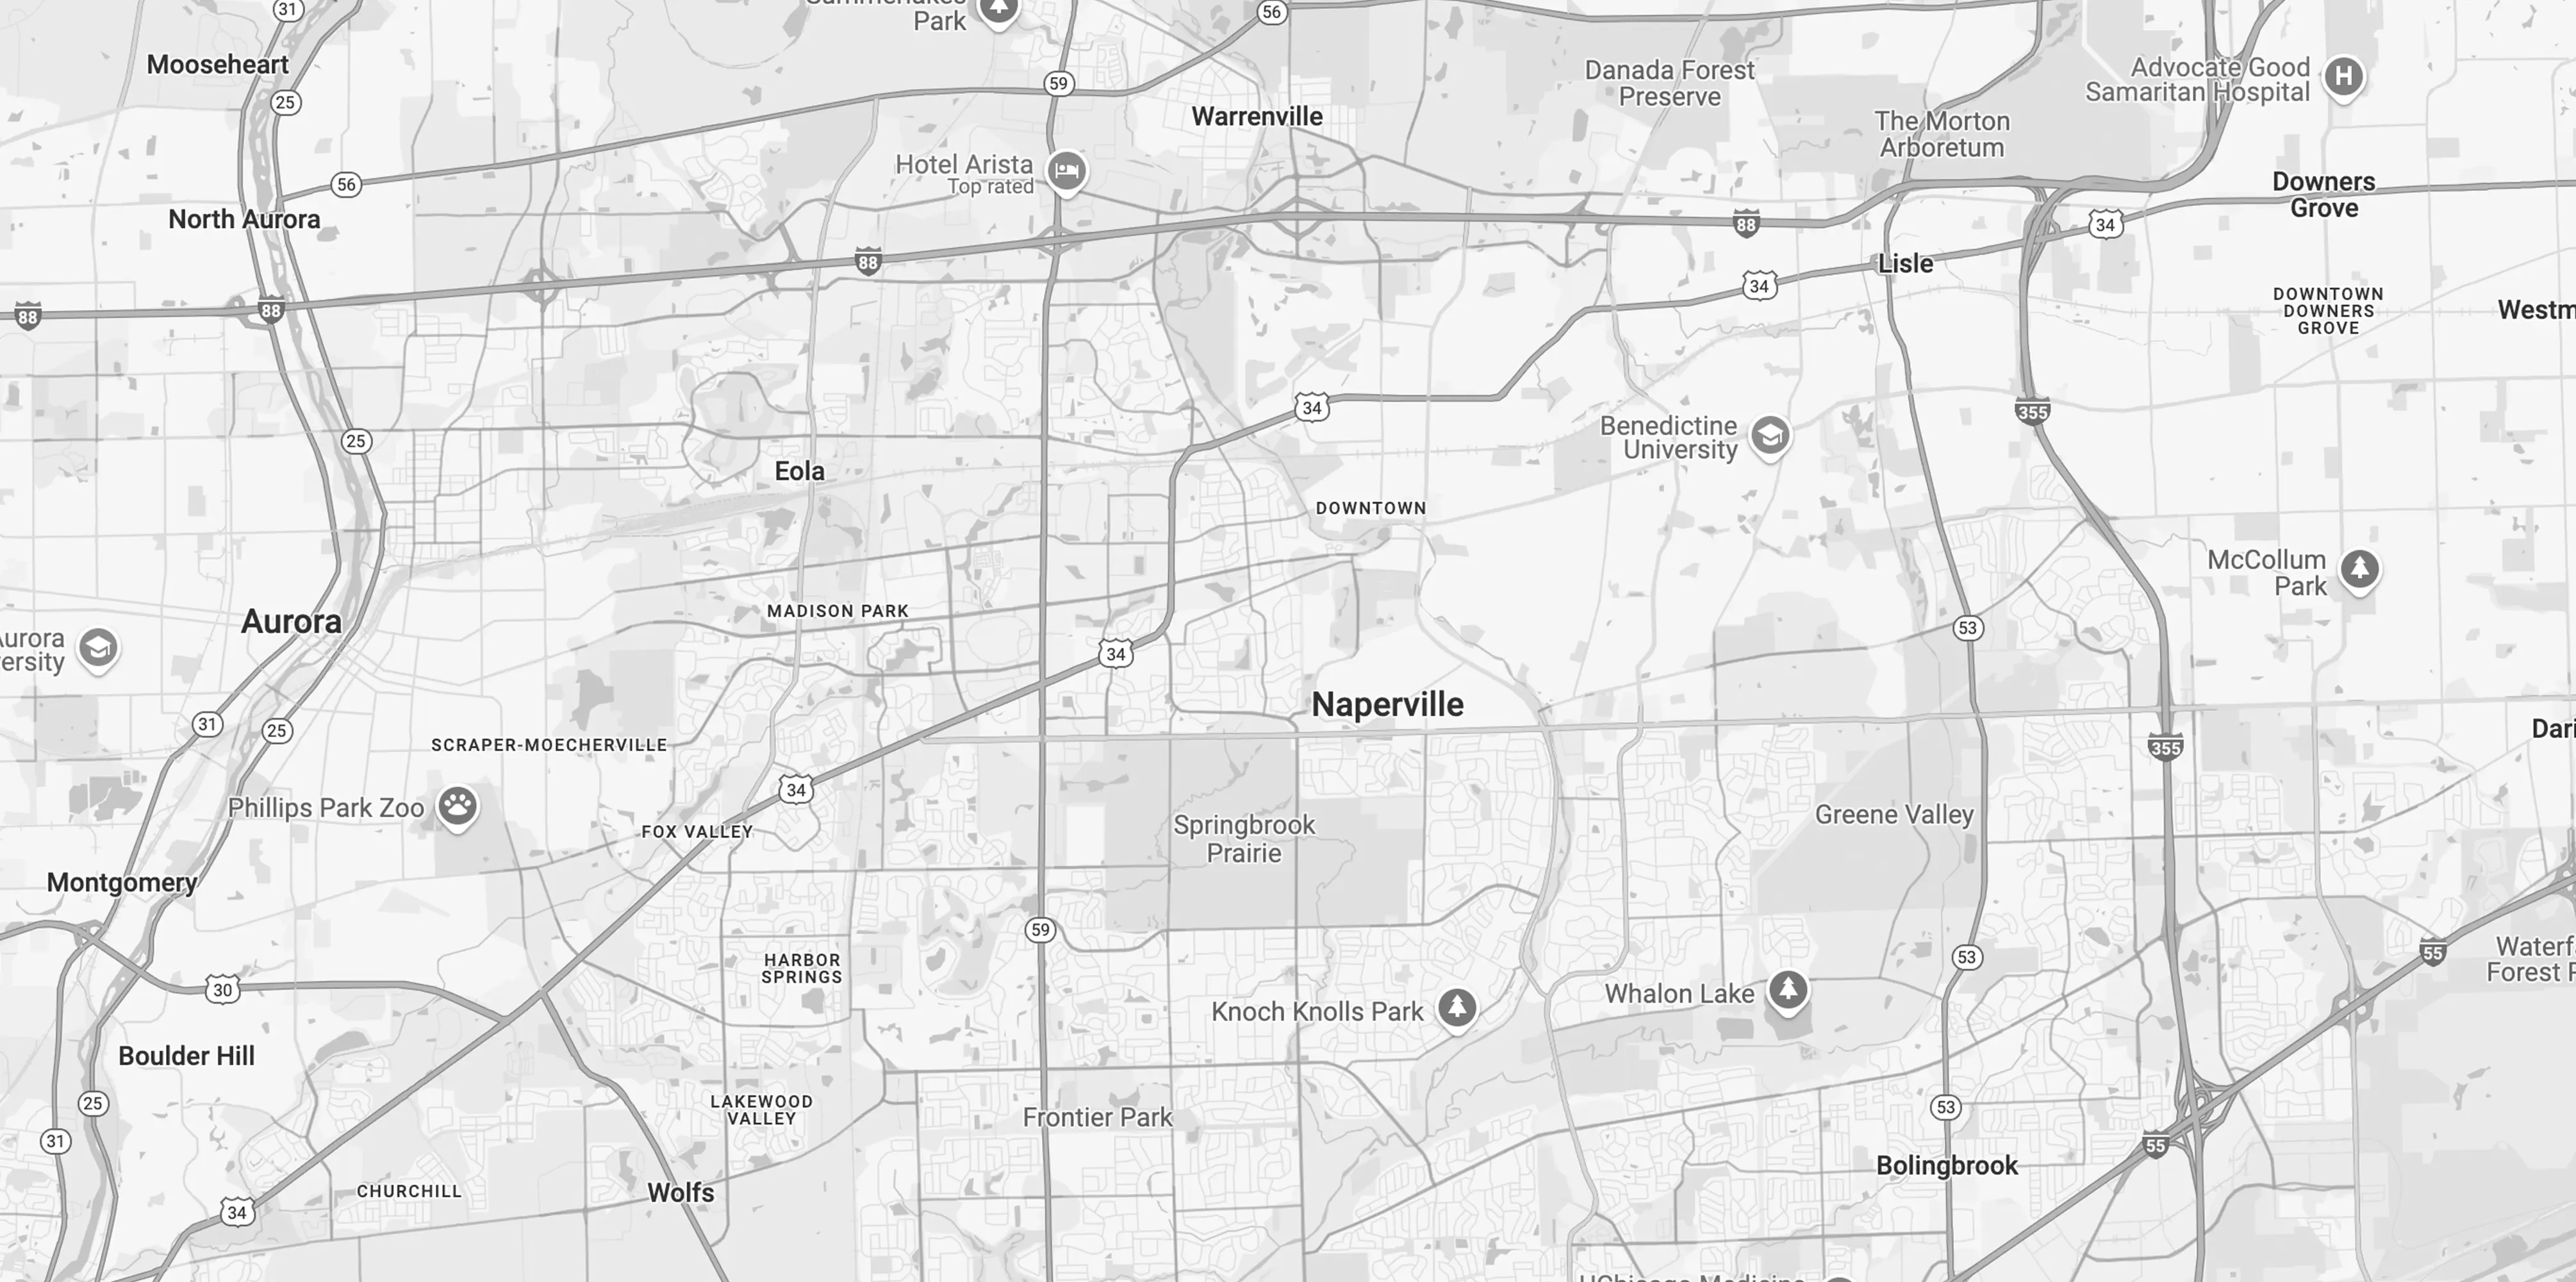 31
Park
56
Mooseheart
59
Danada Forest
Preserve
Advocate Good
Samaritan Hospital
H
25
Warrenville
The Morton
Arboretum
Hotel Arista
Top rated
56
Downers
Grove
North Aurora
88
34
88
Lisle
34
88
88
DOWNTOWN
DOWNERS
GROVE
Westm
34
355
25
Benedictine
University
Eola
DOWNTOWN
McCollum
Park
MADISON PARK
Aurora
53
urora
ersity
34
31
25
Naperville
SCRAPER-MOECHERVILLE
Dari
355
34
Phillips Park Zoo
FOX VALLEY
Springbrook
Prairie
Greene Valley
Montgomery
59
55
Waterf
Forest F
53
HARBOR
SPRINGS
30
Knoch Knolls Park
Whalon Lake
Boulder Hill
25
LAKEWOOD
VALLEY
Frontier Park
53
31
55
Bolingbrook
CHURCHILL
Wolfs
34